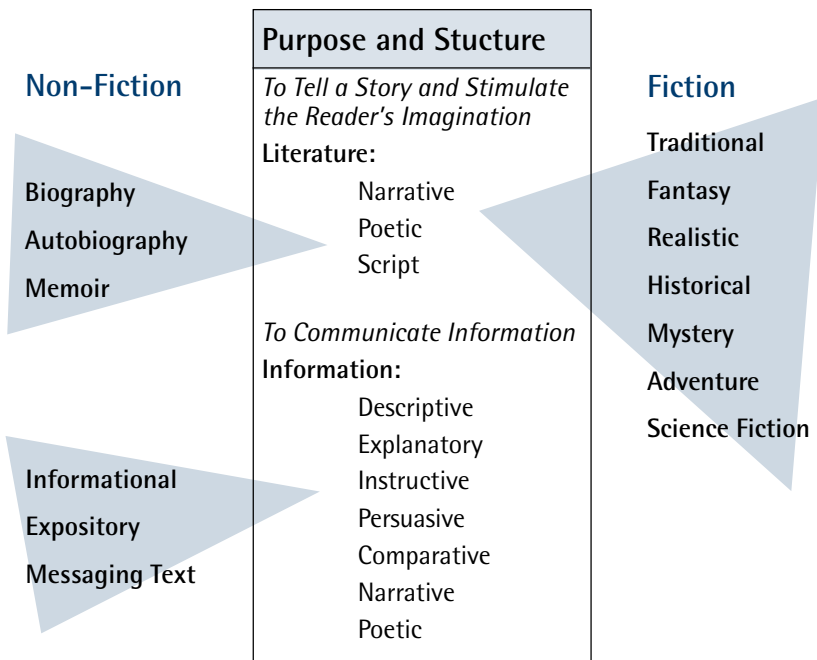 Non-Fiction
Biography
Autobiography
Memoir
Informational
Expository
Messaging Text
Purpose and Stucture
To Tell a Story and Stimulate
the Reader's Imagination
Literature:
Narrative
Poetic
Script
To Communicate Information
Information:
Descriptive
Explanatory
Instructive
Persuasive
Comparative
Narrative
Poetic
Fiction
Traditional
Fantasy
Realistic
Historical
Mystery
Adventure
Science Fiction